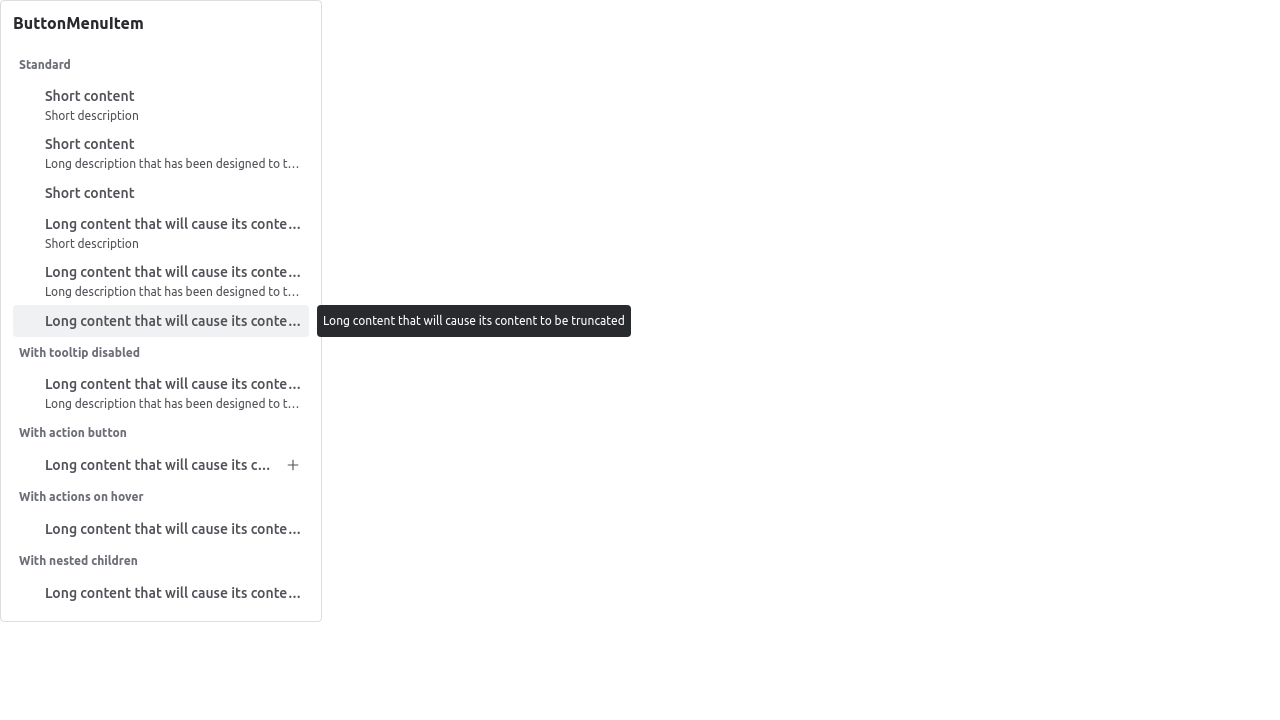 ButtonMenuItem
Standard
Short content
Short description
Short content
Long description that has been designed to t…
Short content
Long content that will cause its conte…
Short description
Long content that will cause its conte…
Long description that has been designed to t…
Long content that will cause its conte…
Long content that will cause its content to be truncated
With tooltip disabled
Long content that will cause its conte…
Long description that has been designed to t…
With action button
Long content that will cause its c…
With actions on hover
Long content that will cause its conte…
With nested children
Long content that will cause its conte…